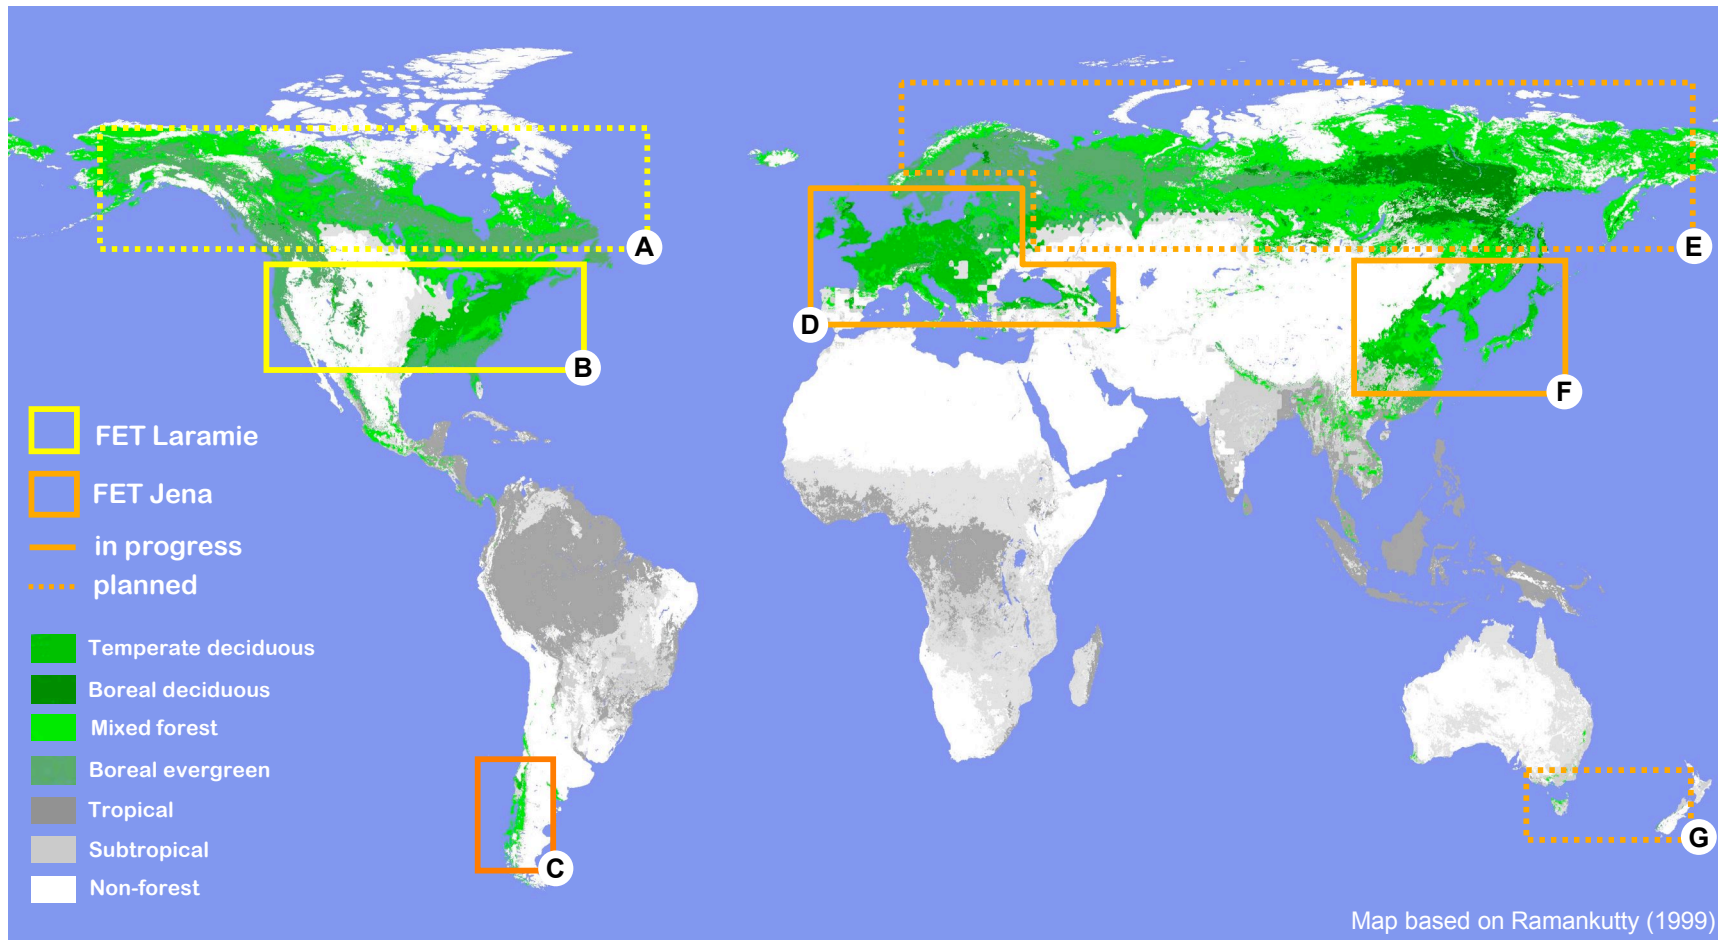 A
E
B
D
F
FET Laramie
FET Jena
in progress
planned
Temperate deciduous
Boreal deciduous
Mixed forest
Boreal evergreen
Tropical
Subtropical
Non-forest
C
G
Map based on Ramankutty (1999)